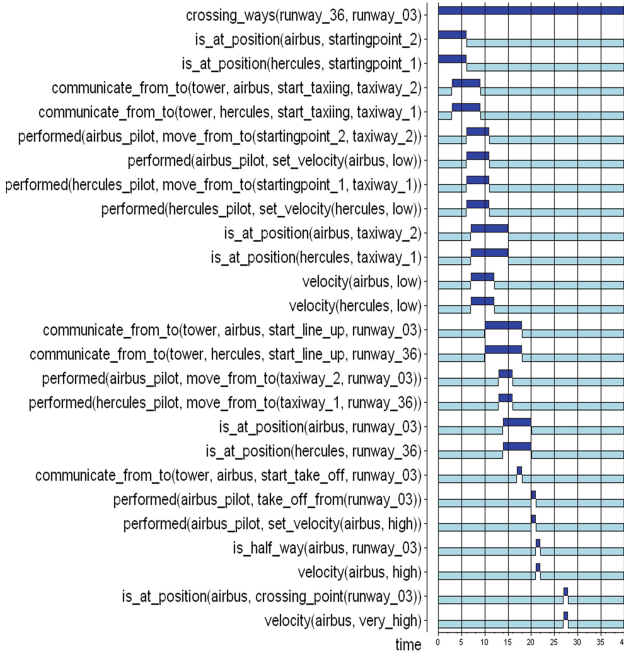 crossing_ways(runway_36, runway_03)
is_at_position(airbus, startingpoint_2)
is_at_position(hercules, startingpoint_1)
communicate_from_to(tower, airbus, start_taxiing, taxiway_2)
communicate_from_to(tower, hercules, start_taxiing, taxiway_1)
performed(airbus_pilot, move_from_to(startingpoint_2, taxiway_2))
performed(airbus_pilot, set_velocity(airbus, low))
performed(hercules_pilot, move_from_to(startingpoint_1, taxiway_1))
performed(hercules_pilot, set_velocity(hercules, low))
is_at_position(airbus, taxiway_2)
is_at_position(hercules, taxiway_1)
velocity(airbus, low)
velocity(hercules, low)
communicate_from_to(tower, airbus, start_line_up, runway_03)
communicate_from_to(tower, hercules, start_line_up, runway_36)
performed(airbus_pilot, move_from_to(taxiway_2, runway_03))
performed(hercules_pilot, move_from_to(taxiway_1, runway_36))
is_at_position(airbus, runway_03)
is_at_position(hercules, runway_36)
communicate_from_to(tower, airbus, start_take_off, runway_03)
performed(airbus_pilot, take_off_from(runway_03))
performed(airbus_pilot, set_velocity(airbus, high))
is_half_way(airbus, runway_03)
velocity(airbus, high)
is_at_position(airbus, crossing_point(runway_03))
velocity(airbus, very_high)
time 0 5 10 15 20 25 30 35